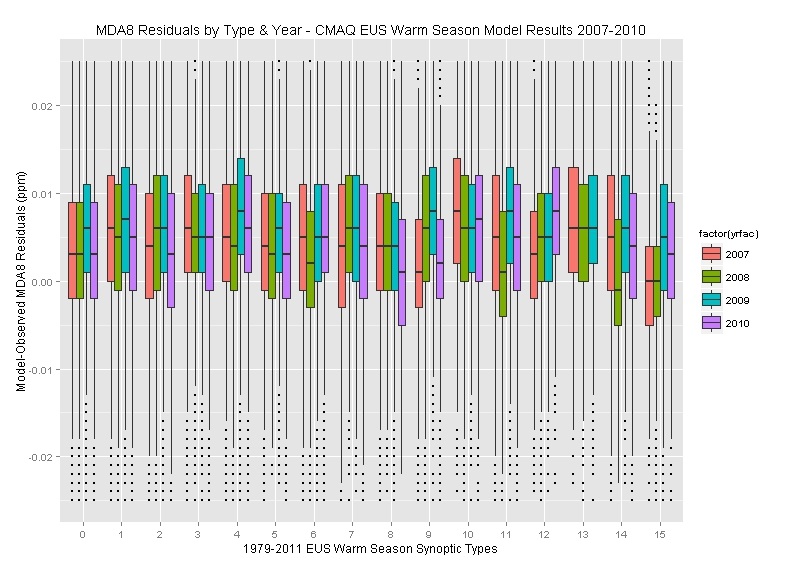 MDA8 Residuals by Type & Year - CMAQ EUS Warm Season Model Results 2007-2010
Model-Observed MDA8 Residuals (ppm)
0.02
0.01
0.00
-0.01
-0.02
0 1 2 3 4 5 6 7 8 9 10 11 12 13 14 15
1979-2011 EUS Warm Season Synoptic Types
factor(yrfac)
2007
2008
2009
2010